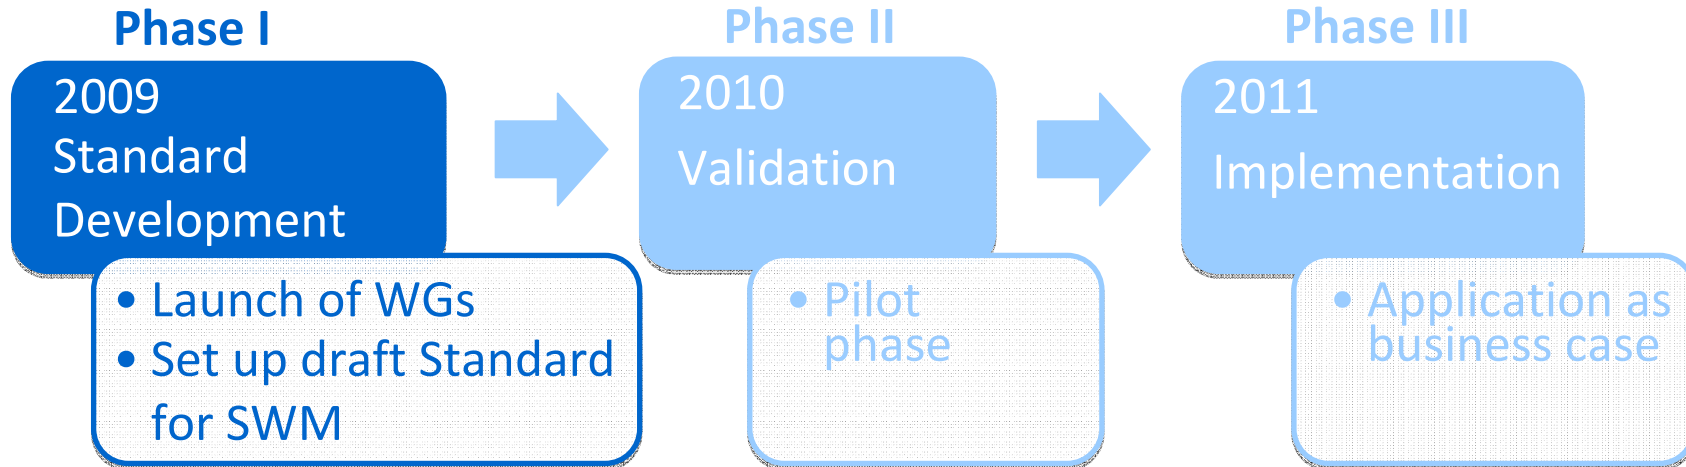 Phase I
2009
Standard
Development
• Launch of WGs
• Set up draft Standard
for SWM
Phase II
2010
Validation
• Pilot
phase
Phase III
2011
Implementation
• Application as
business case